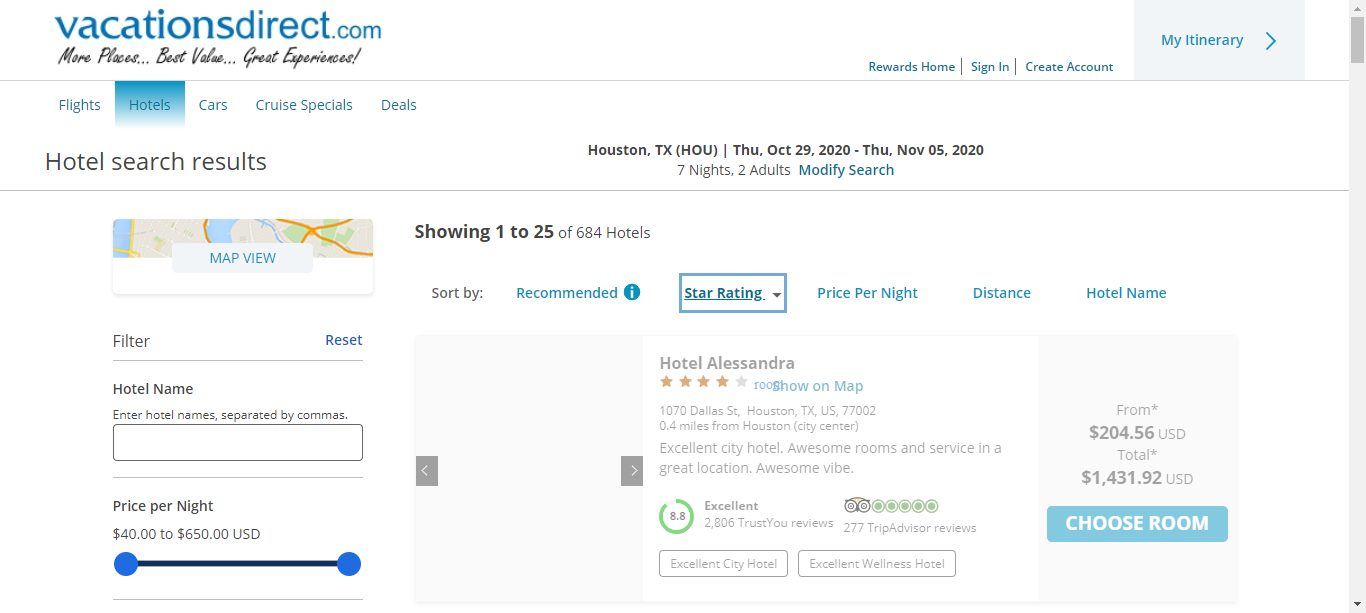 vacationsdirect.com
More Places... Best Value... Great Experiences!
Rewards Home | Sign In | Create Account
My Itinerary
Flights Hotels Cars Cruise Specials Deals
Hotel search results
Houston, TX (HOU) | Thu, Oct 29, 2020 - Thu, Nov 05, 2020
7 Nights, 2 Adults Modify Search
MAP VIEW
Showing 1 to 25 of 684 Hotels
Sort by: Recommended i Star Rating Price Per Night Distance Hotel Name
Filter Reset
Hotel Name
Enter hotel names, separated by commas.
Price per Night
$40.00 to $650.00 USD
Hotel Alessandra
room Show on Map
1070 Dallas St, Houston, TX, US, 77002
0.4 miles from Houston (city center)
Excellent city hotel. Awesome rooms and service in a
great location. Awesome vibe.
8.8
Excellent
2,806 TrustYou reviews
277 TripAdvisor reviews
Excellent City Hotel Excellent Wellness Hotel
From*
$204.56 USD
Total*
$1,431.92 USD
CHOOSE ROOM